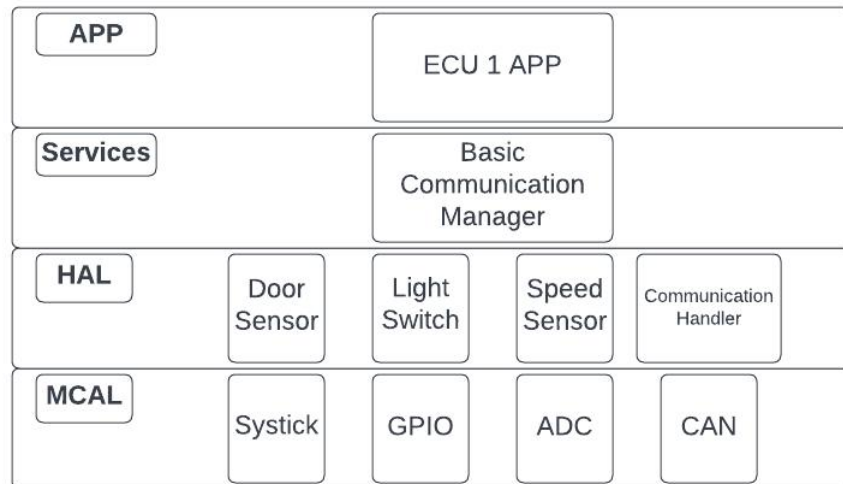 APP
ECU 1 APP
Services
Basic
Communication
Manager
HAL
Door
Sensor
Light
Switch
Speed
Sensor
Communication
Handler
MCAL
Systick
GPIO
ADC
CAN